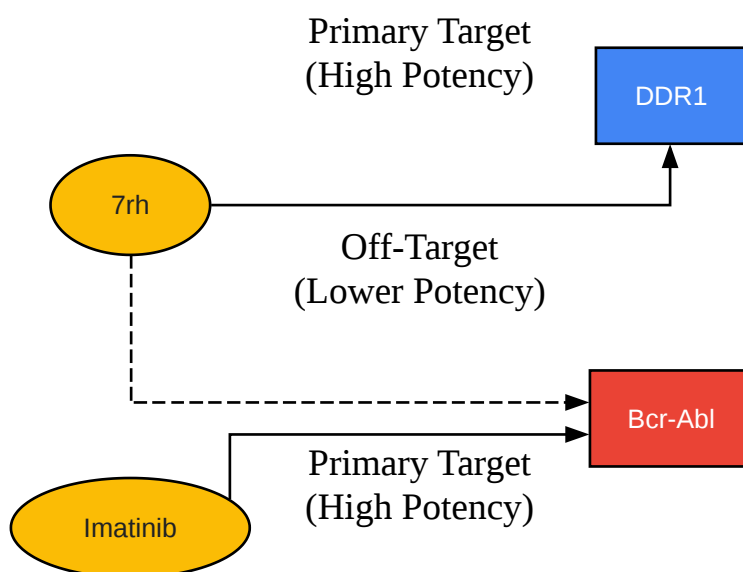 Primary Target
(High Potency)
DDR1
7rh
Off-Target
(Lower Potency)
Bcr-Abl
Primary Target
(High Potency)
Imatinib